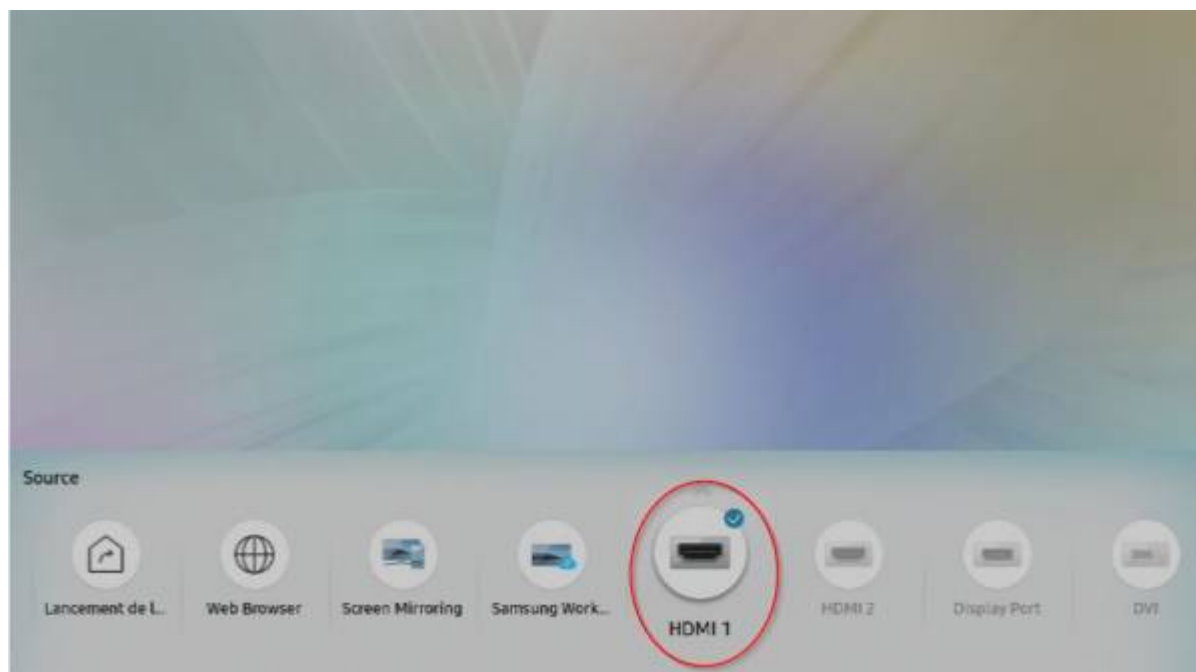 Source
Lancement de l...
Web Browser
Screen Mirroring
Samsung Work...
HDMI 1
HDMI 2
Display Port
DVI